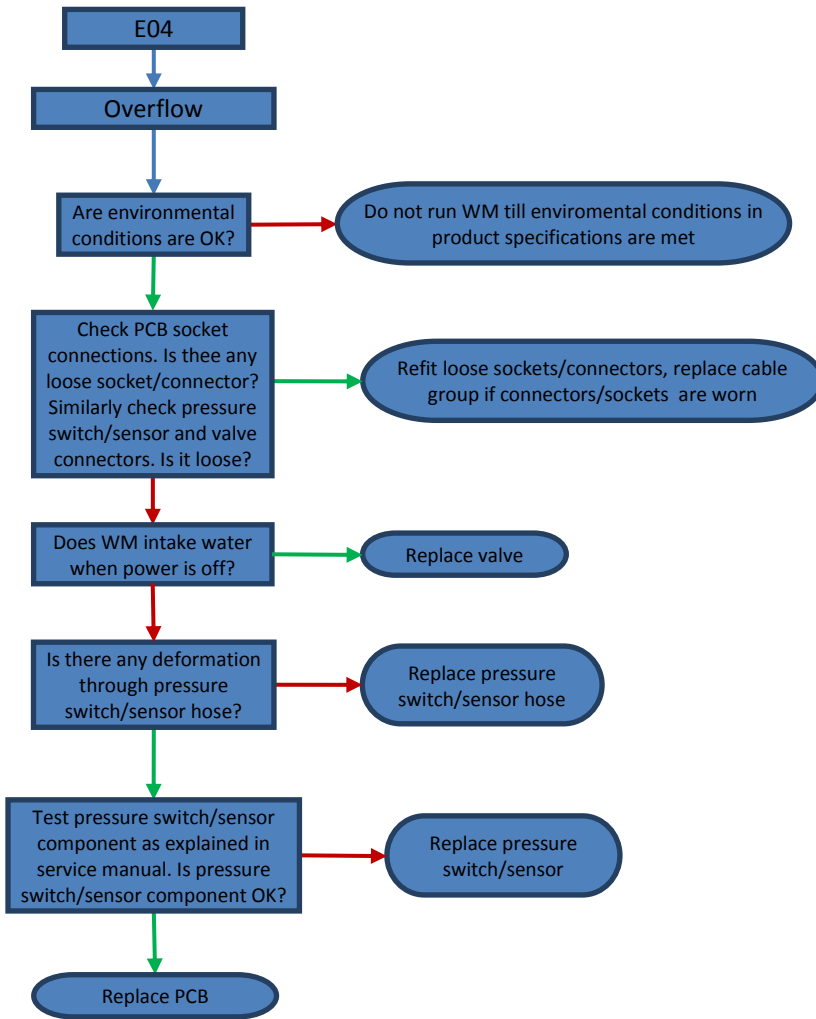 E04
Overflow
Are environmental
conditions are OK?
Do not run WM till enviromental conditions in
product specifications are met
Check PCB socket
connections. Is thee any
loose socket/connector?
Similarly check pressure
switch/sensor and valve
connectors. Is it loose?
Refit loose sockets/connectors, replace cable
group if connectors/sockets are worn
Does WM intake water
when power is off?
Replace valve
Is there any deformation
through pressure
switch/sensor hose?
Replace pressure
switch/sensor hose
Test pressure switch/sensor
component as explained in
service manual. Is pressure
switch/sensor component OK?
Replace pressure
switch/sensor
Replace PCB